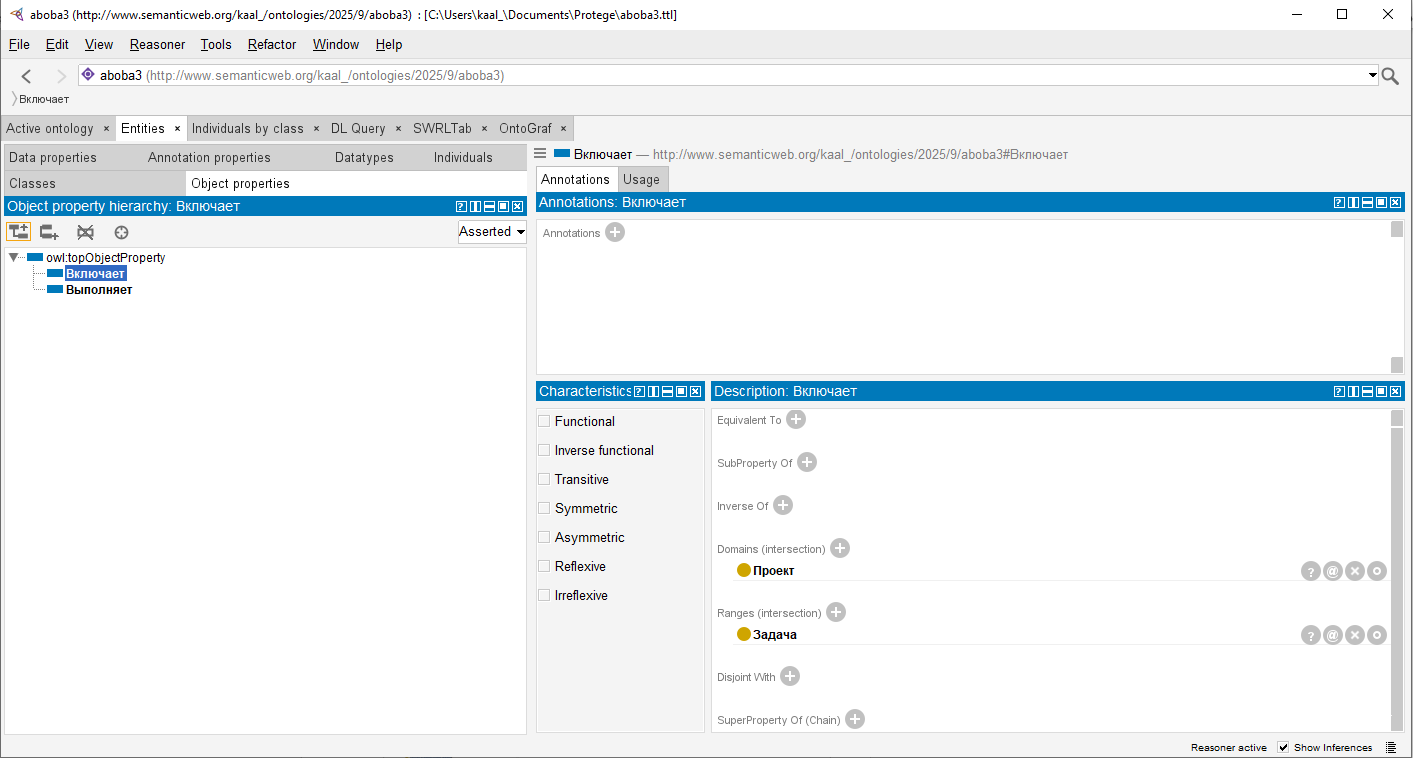 aboba3 (http://www.semanticweb.org/kaal_/ontologies/2025/9/aboba3) : [C:\Users\kaal_\Documents\Protege\aboba3.ttl]
File Edit View Reasoner Tools Refactor Window Help
aboba3 (http://www.semanticweb.org/kaal_/ontologies/2025/9/aboba3)
Включает
Active ontology × Entities × Individuals by class × DL Query × SWRLTab × OntoGraf ×
Data properties Annotation properties Datatypes Individuals
Classes Object properties
Object property hierarchy: Включает
Asserted
owl:topObjectProperty
Включает
Выполняет
Включает — http://www.semanticweb.org/kaal_/ontologies/2025/9/aboba3#Включает
Annotations Usage
Annotations: Включает
Annotations
Characteristics
Functional
Inverse functional
Transitive
Symmetric
Asymmetric
Reflexive
Irreflexive
Description: Включает
Equivalent To
SubProperty Of
Inverse Of
Domains (intersection)
Проект
Ranges (intersection)
Задача
Disjoint With
SuperProperty Of (Chain)
Reasoner active Show Inferences